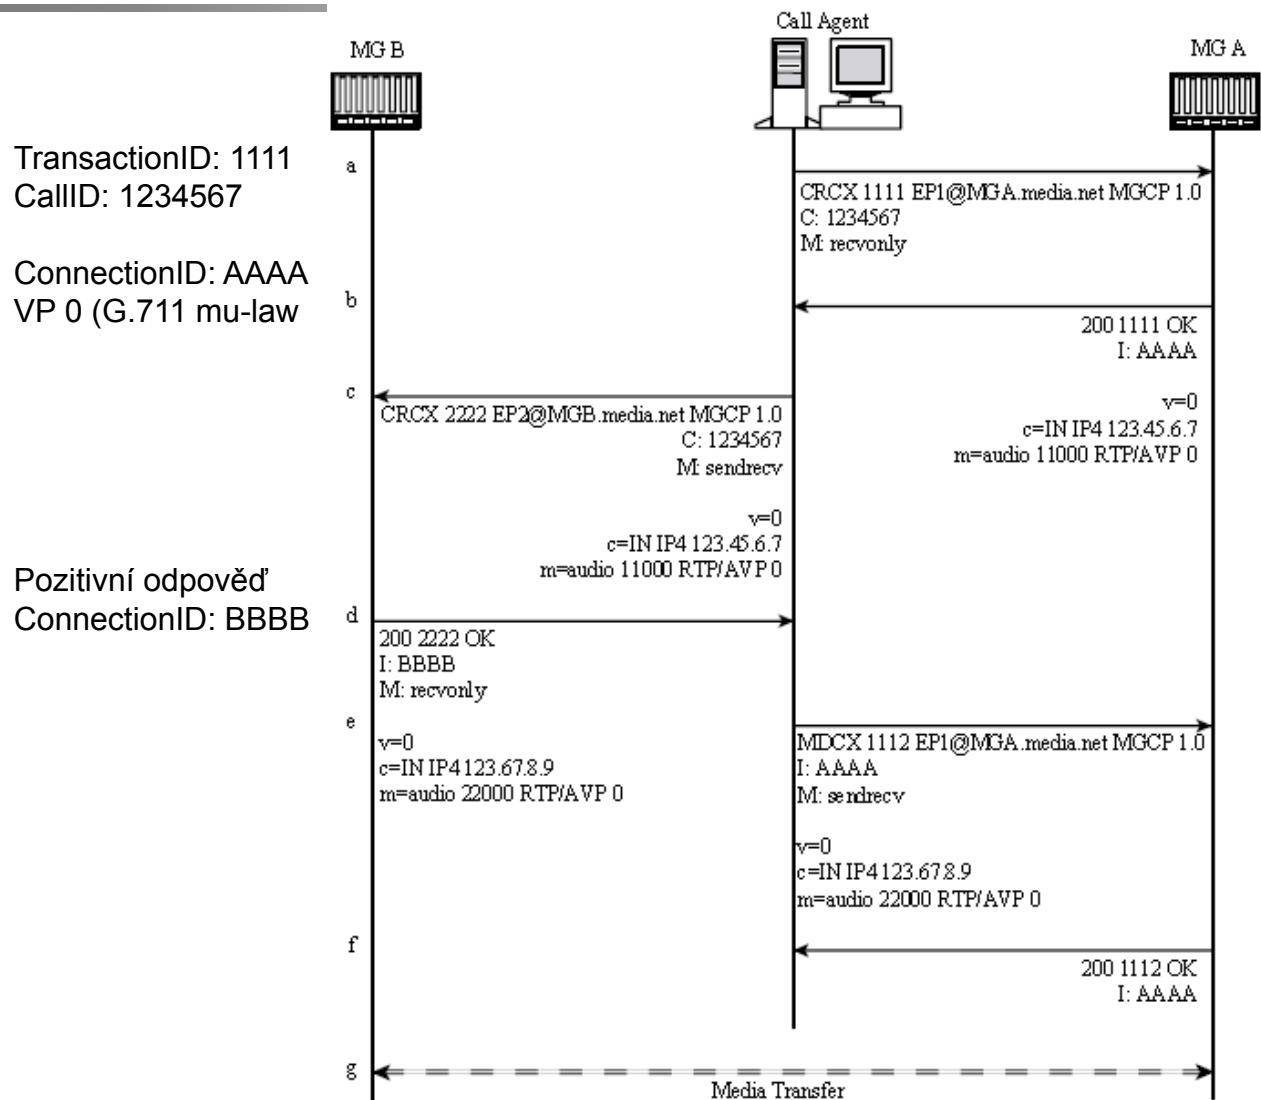 Call Agent
MG B
MG A
TransactionID: 1111
CallID: 1234567
ConnectionID: AAAA
VP 0 (G.711 mu-law
Pozitivní odpověď
ConnectionID: BBBB
a
CRCX 1111 EP1@MGA.media.net MGCP 1.0
C: 1234567
M: recvonly
b
200 1111 OK
I: AAAA
v=0
c=IN IP4 123.45.6.7
m=audio 11000 RTP/AVP 0
c
CRCX 2222 EP2@MGB.media.net MGCP 1.0
C: 1234567
M: sendrecv
v=0
c=IN IP4 123.45.6.7
m=audio 11000 RTP/AVP 0
d
200 2222 OK
I: BBBB
M: recvonly
v=0
c=IN IP4 123.67.8.9
m=audio 22000 RTP/AVP 0
e
MDCX 1112 EP1@MGA.media.net MGCP 1.0
I: AAAA
M: sendrecv
v=0
c=IN IP4 123.67.8.9
m=audio 22000 RTP/AVP 0
f
200 1112 OK
I: AAAA
g
Media Transfer